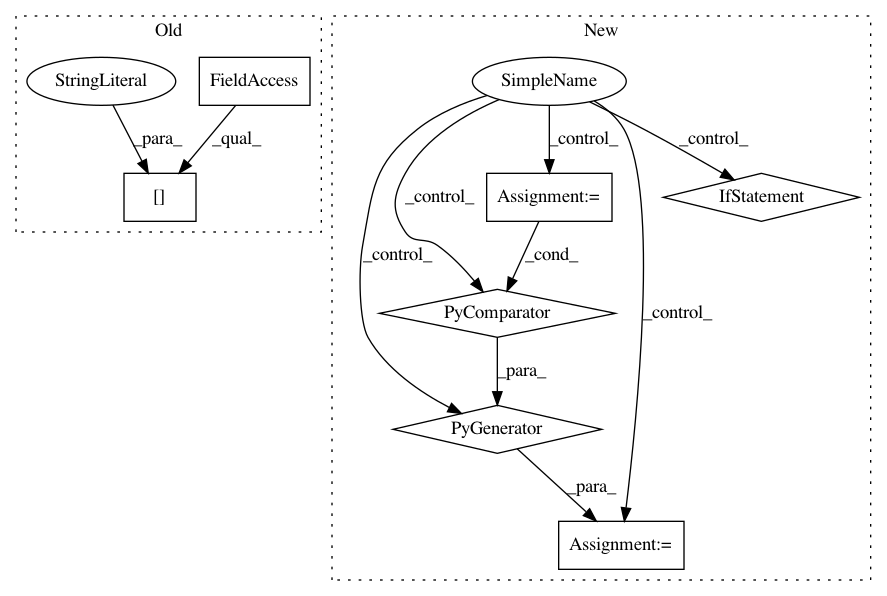 Old
New
StringLiteral
FieldAccess
SimpleName
_para_
_qual_
_control_
_control_
[]
Assignment:=
IfStatement
_control_
_control_
_cond_
_control_
PyComparator
_para_
PyGenerator
_para_
Assignment:=